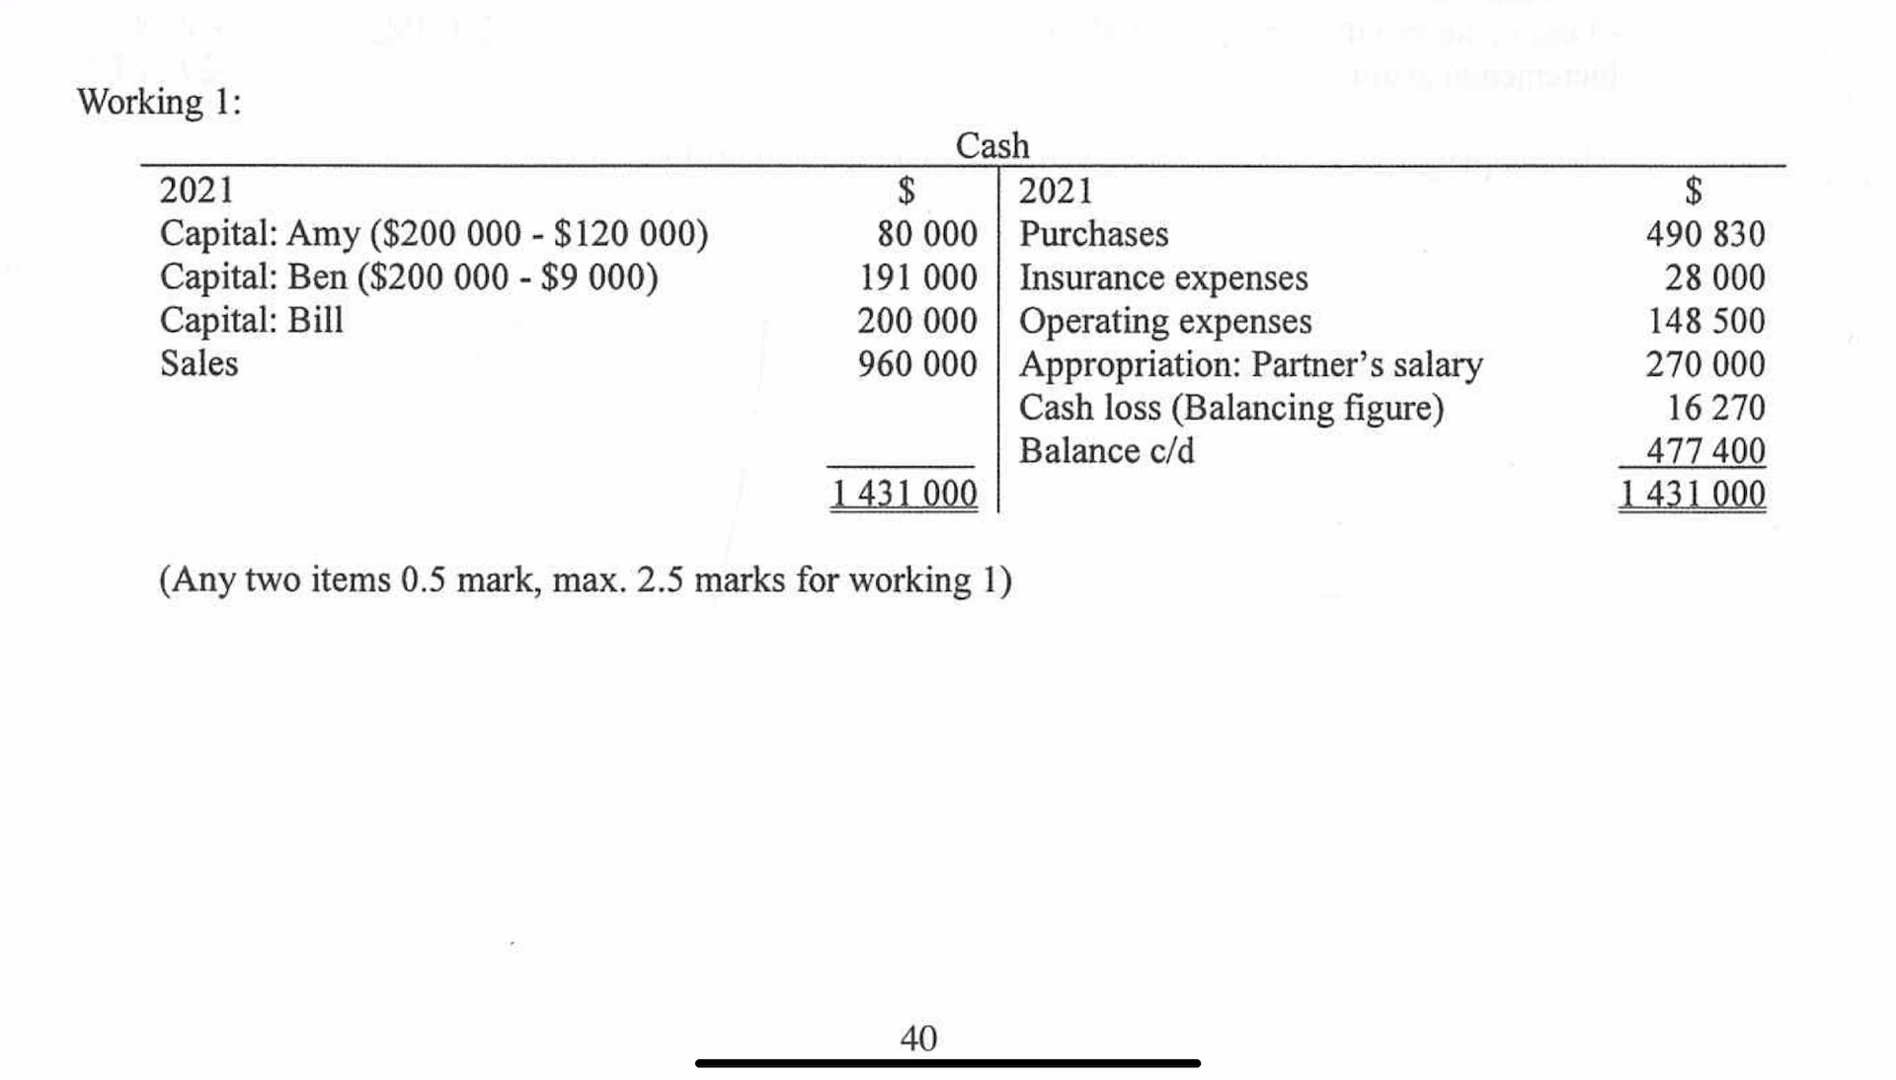 Working 1:
Cash
2021 $ 2021 $
Capital: Amy ($200 000 - $120 000) 80 000 Purchases 490 830
Capital: Ben ($200 000 - $9 000) 191 000 Insurance expenses 28 000
Capital: Bill 200 000 Operating expenses 148 500
Sales 960 000 Appropriation: Partner's salary 270 000
Cash loss (Balancing figure) 16 270
Balance c/d 477 400
1 431 000 1 431 000
(Any two items 0.5 mark, max. 2.5 marks for working 1)
40